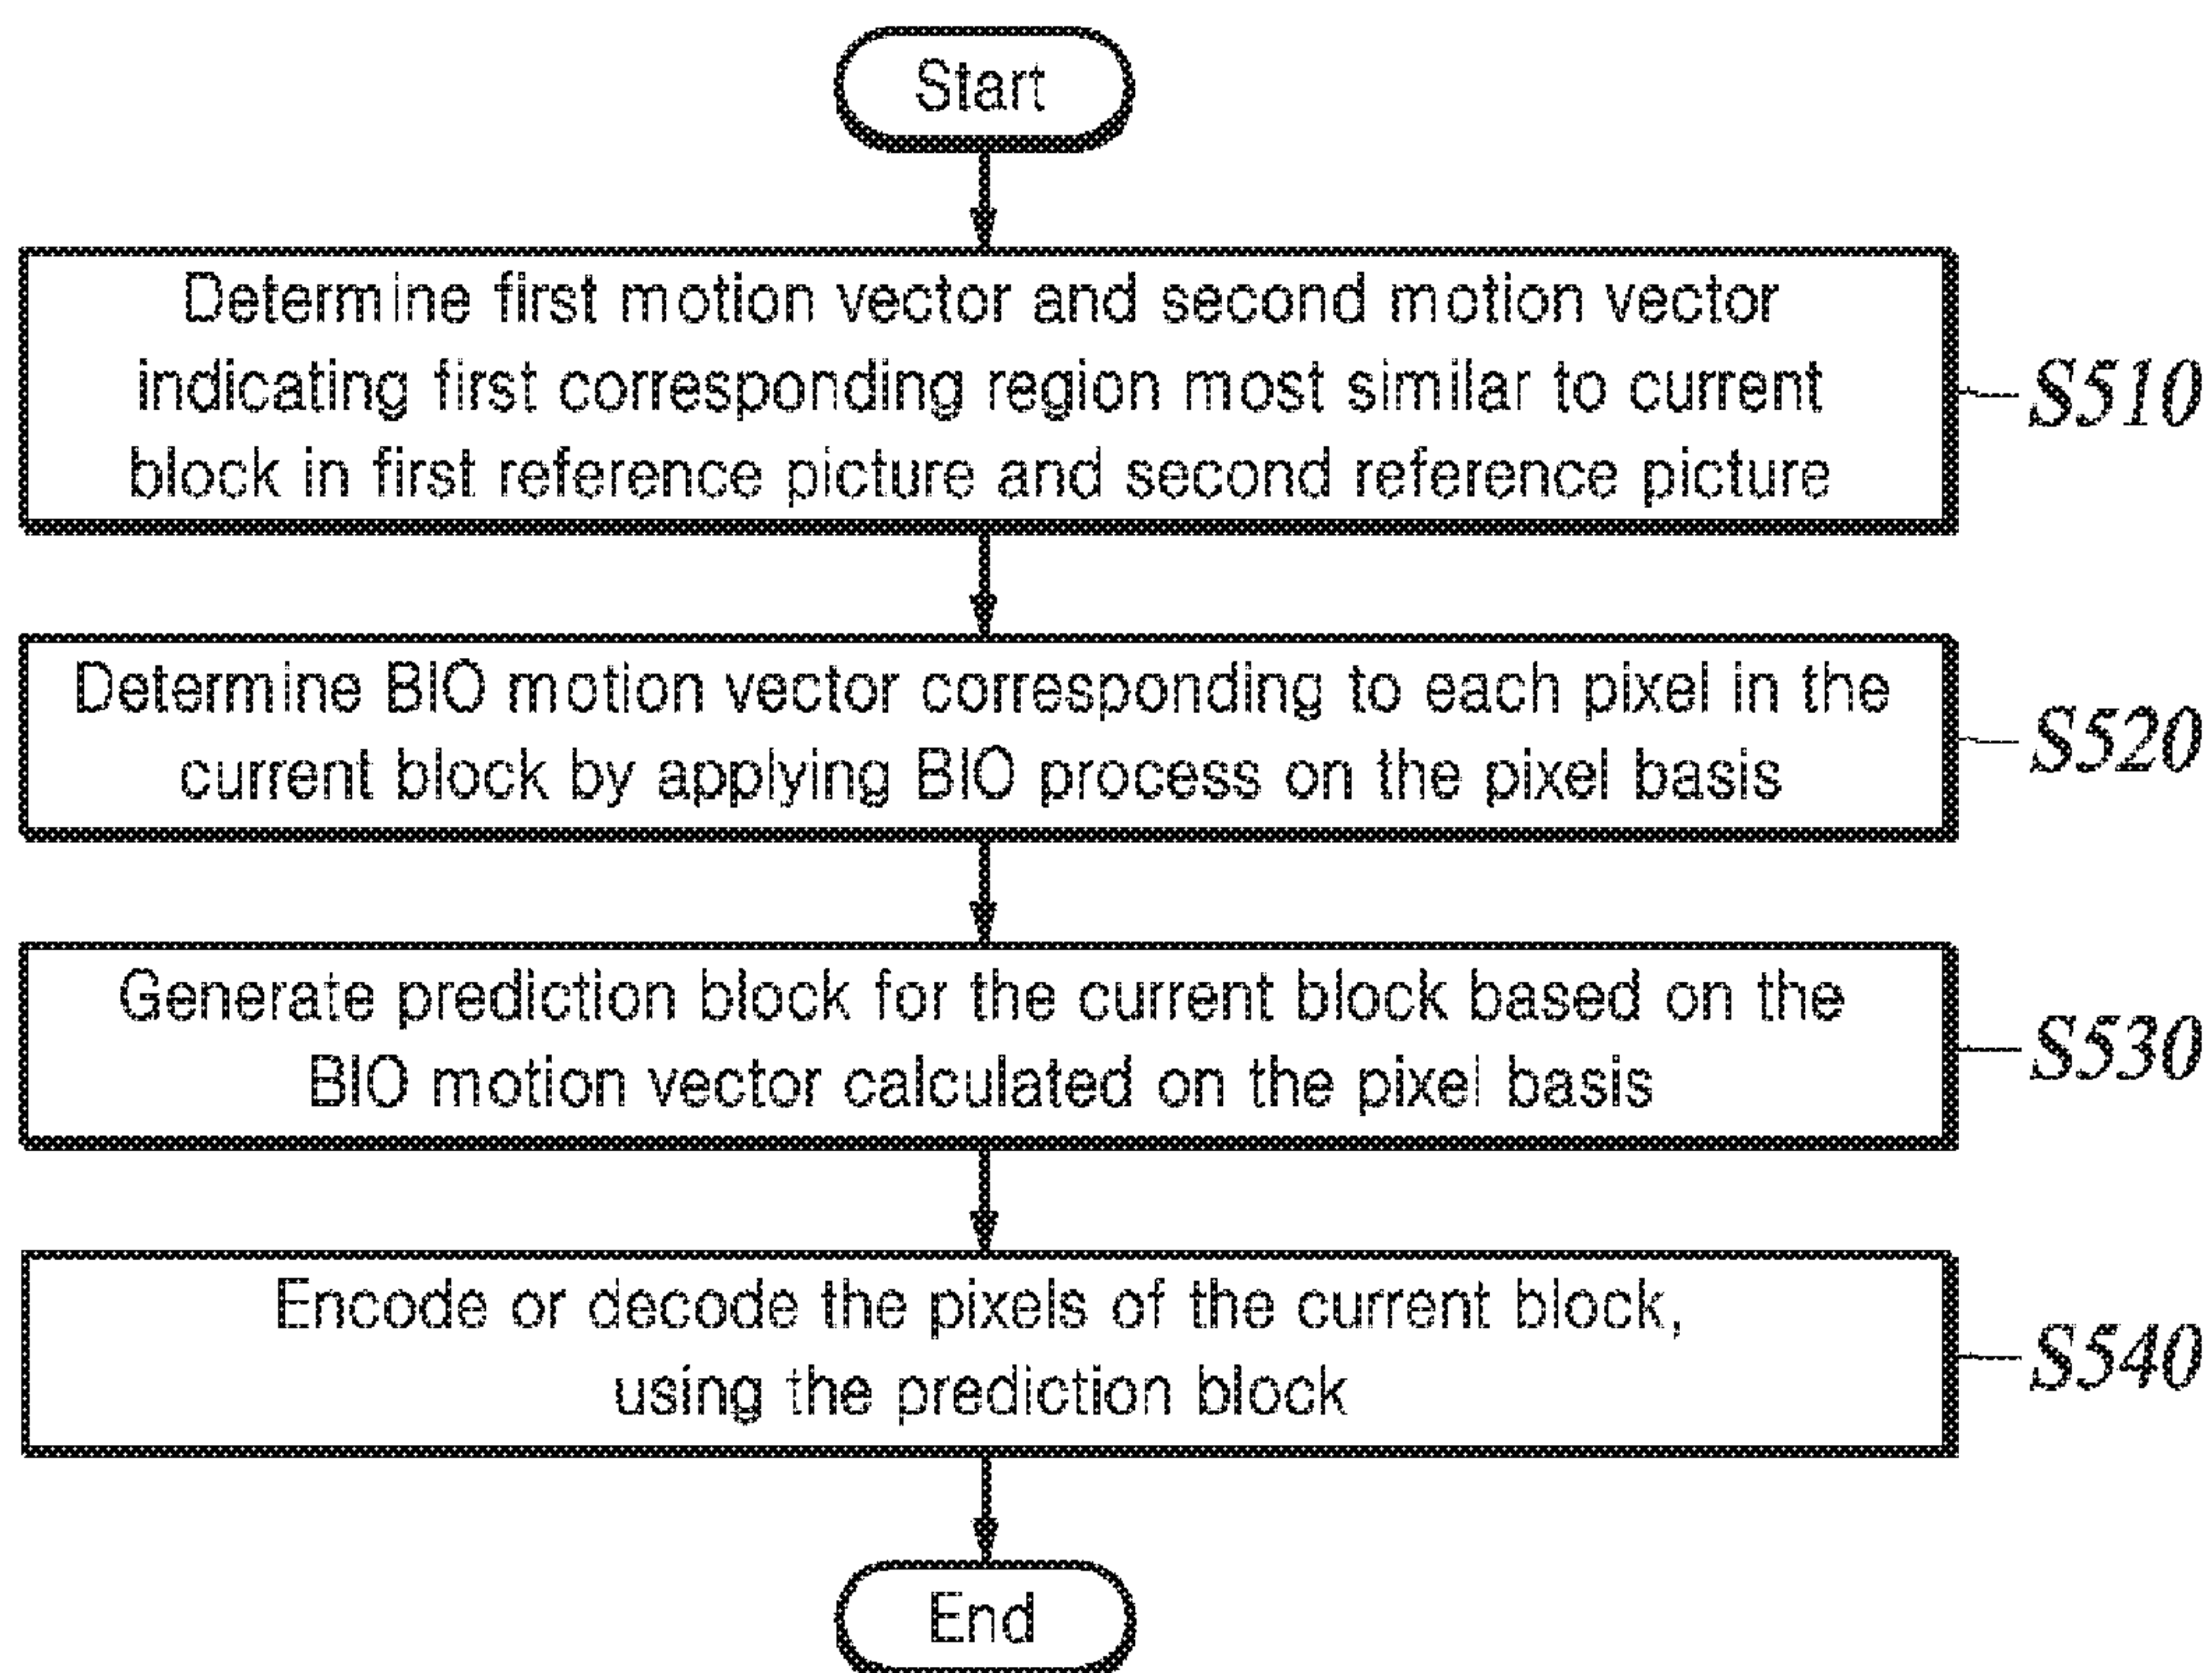 Start
Determine first motion vector and second motion vector
indicating first corresponding region most similar to current
block in first reference picture and second reference picture
S510
Determine BIO motion vector corresponding to each pixel in the
current block by applying BIO process on the pixel basis
S520
Generate prediction block for the current block based on the
BIO motion vector calculated on the pixel basis
S530
Encode or decode the pixels of the current block,
using the prediction block
S540
End